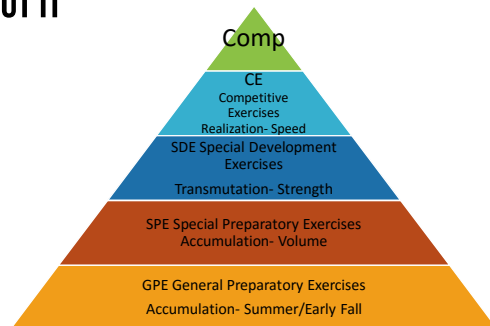 Comp
CE
Competitive
Exercises
Realization- Speed
SDE Special Development
Exercises
Transmutation- Strength
SPE Special Preparatory Exercises
Accumulation- Volume
GPE General Preparatory Exercises
Accumulation- Summer/Early Fall